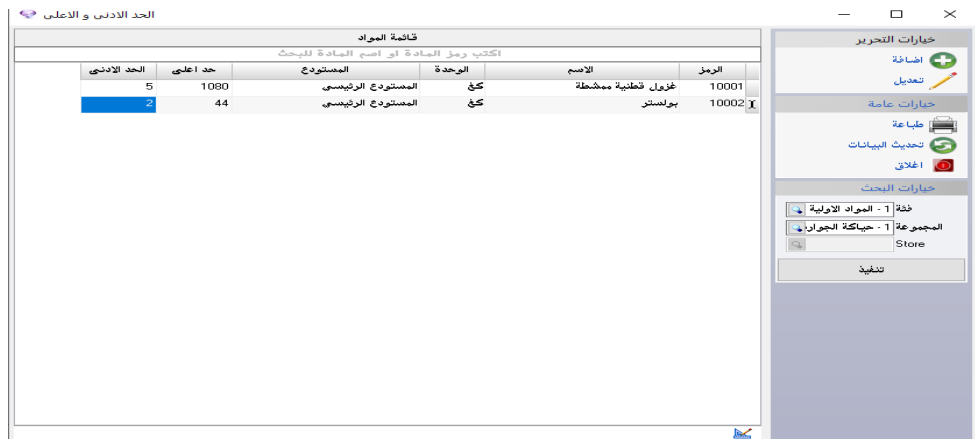 الحد الادنى و الاعلى
قائمة المواد
اكتب رمز المادة او اسم المادة للبحث
الرمز الاسم الوحدة المستودع حد اعلى الحد الادنى
10001 غزول قطنية ممشطة كغ المستودع الرئيسي 1080 5
10002 بولستر كغ المستودع الرئيسي 44 2
خيارات التحرير
اضافة
تعديل
خيارات عامة
طباعة
تحديث البيانات
اغلاق
خيارات البحث
فئة 1 - المواد الاولية
المجموعة 1 - حياكة الجوارب
Store
تنفيذ